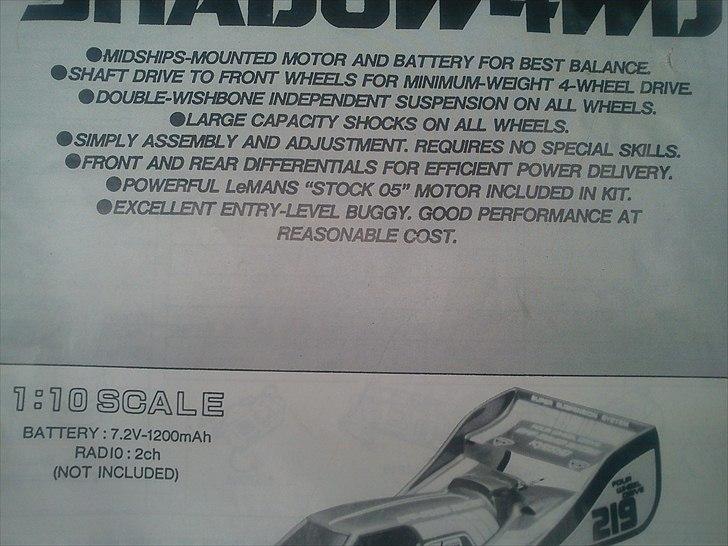 SHADOW4WD
●MIDSHIPS-MOUNTED MOTOR AND BATTERY FOR BEST BALANCE.
●SHAFT DRIVE TO FRONT WHEELS FOR MINIMUM-WEIGHT 4-WHEEL DRIVE.
●DOUBLE-WISHBONE INDEPENDENT SUSPENSION ON ALL WHEELS.
●LARGE CAPACITY SHOCKS ON ALL WHEELS.
●SIMPLY ASSEMBLY AND ADJUSTMENT. REQUIRES NO SPECIAL SKILLS.
●FRONT AND REAR DIFFERENTIALS FOR EFFICIENT POWER DELIVERY.
●POWERFUL LeMANS “STOCK 05” MOTOR INCLUDED IN KIT.
●EXCELLENT ENTRY-LEVEL BUGGY. GOOD PERFORMANCE AT
REASONABLE COST.
1:10 SCALE
BATTERY : 7.2V-1200mAh
RADIO : 2ch
(NOT INCLUDED)
FOUR
WHEEL
DRIVE
219